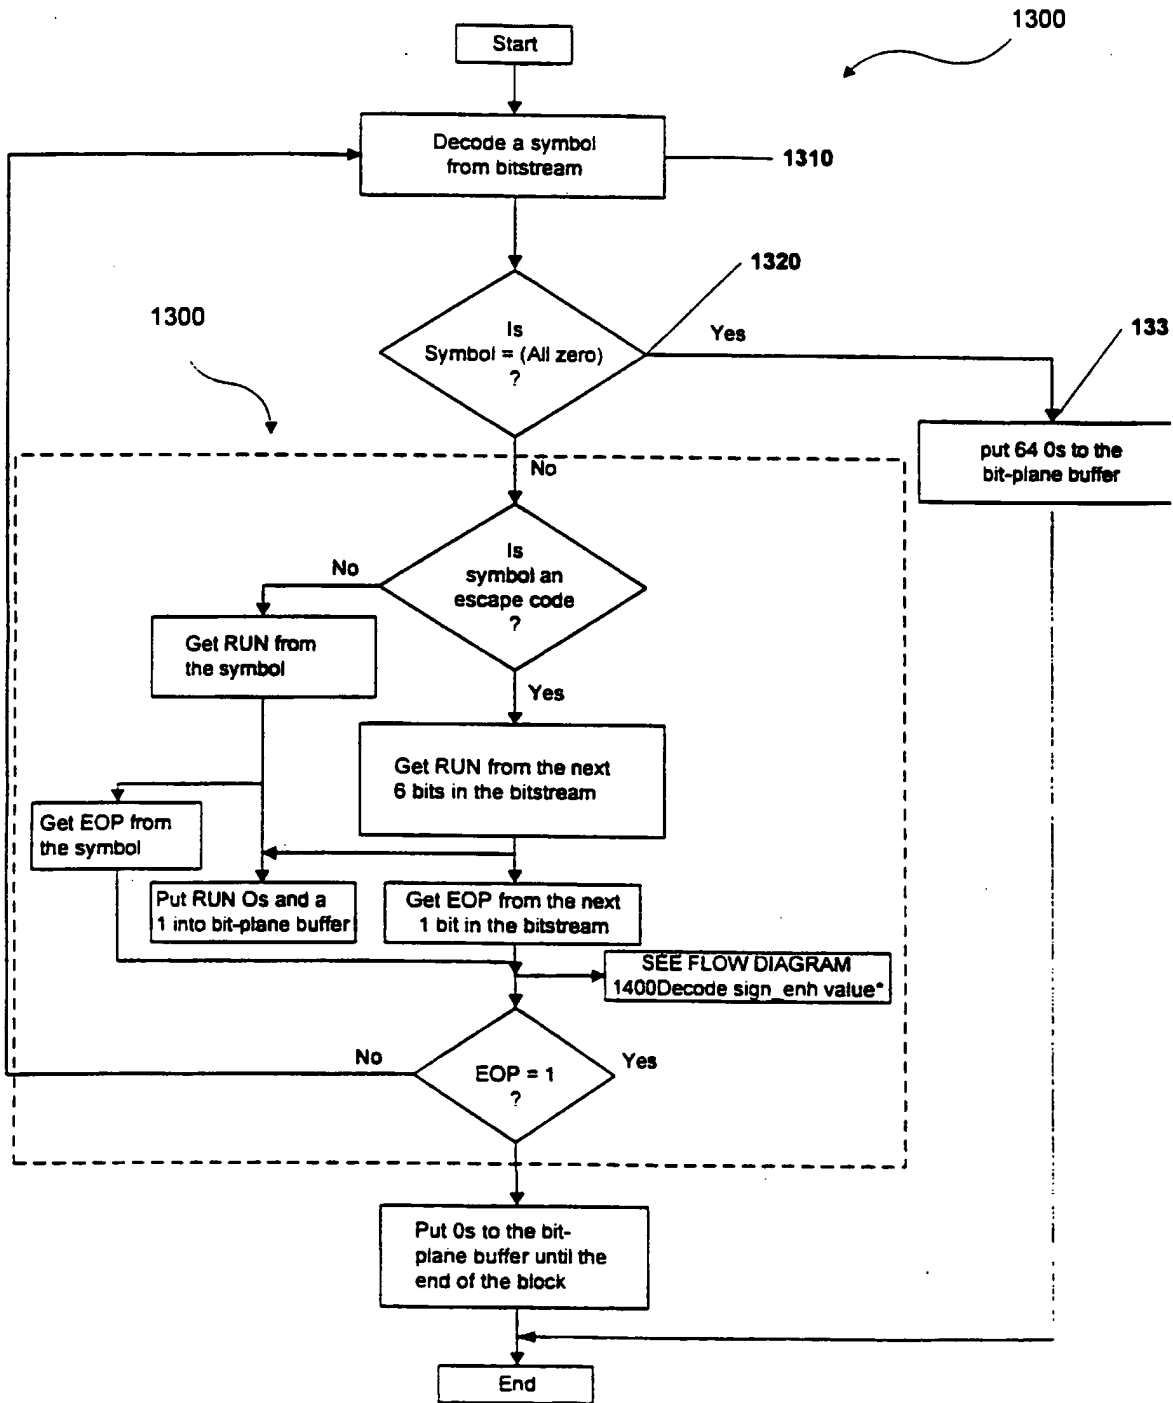 1300
Start
Decode a symbol
from bitstream
1310
1320
Is
Symbol = (All zero)
?
Yes
133
1300
put 64 0s to the
bit-plane buffer
No
Is
symbol an
escape code
?
No
Get RUN from
the symbol
Yes
Get RUN from the next
6 bits in the bitstream
Get EOP from
the symbol
Put RUN 0s and a
1 into bit-plane buffer
Get EOP from the next
1 bit in the bitstream
SEE FLOW DIAGRAM
1400Decode sign_enh value*
No
EOP = 1
?
Yes
Put 0s to the bit-
plane buffer until the
end of the block
End